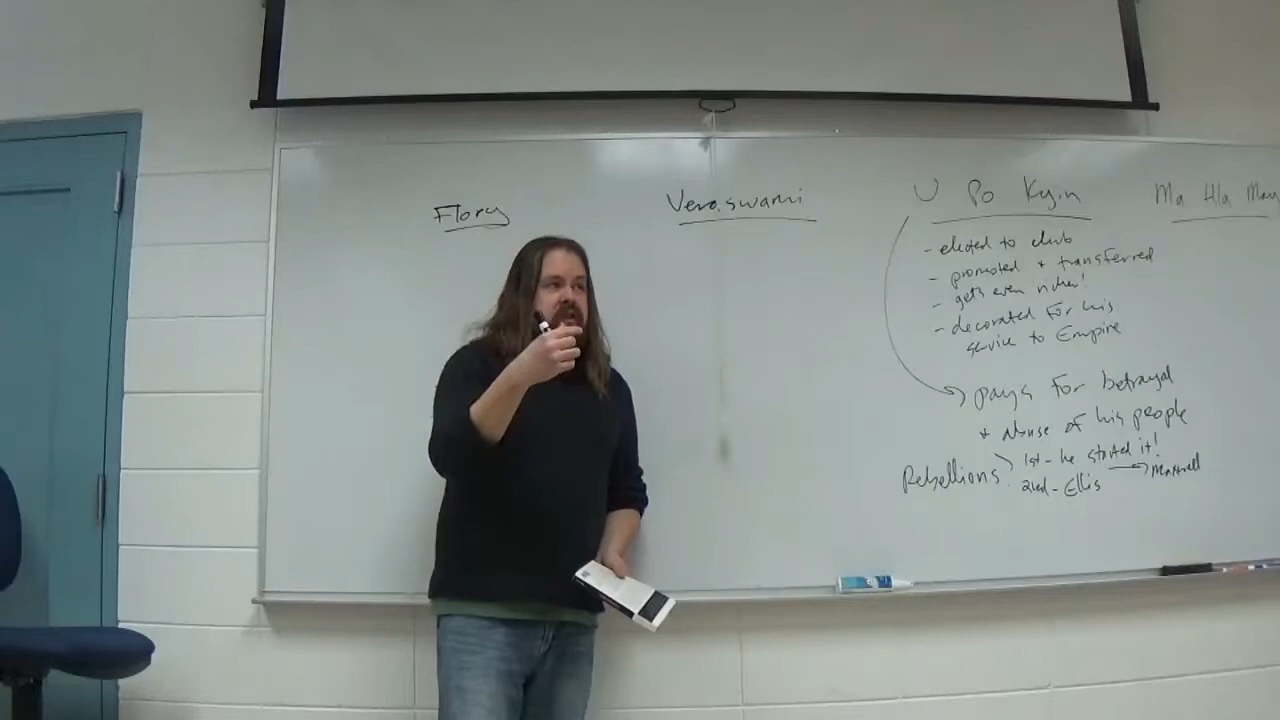 Flory
Veraswami
U Po Kyin
Ma Hla May
- elected to club
- promoted + transferred
- gets even richer!
- decorated for his
service to Empire
pays for betrayal
+ abuse of his people
Rebellions
1st - he started it!
2nd - Ellis → Maxwell